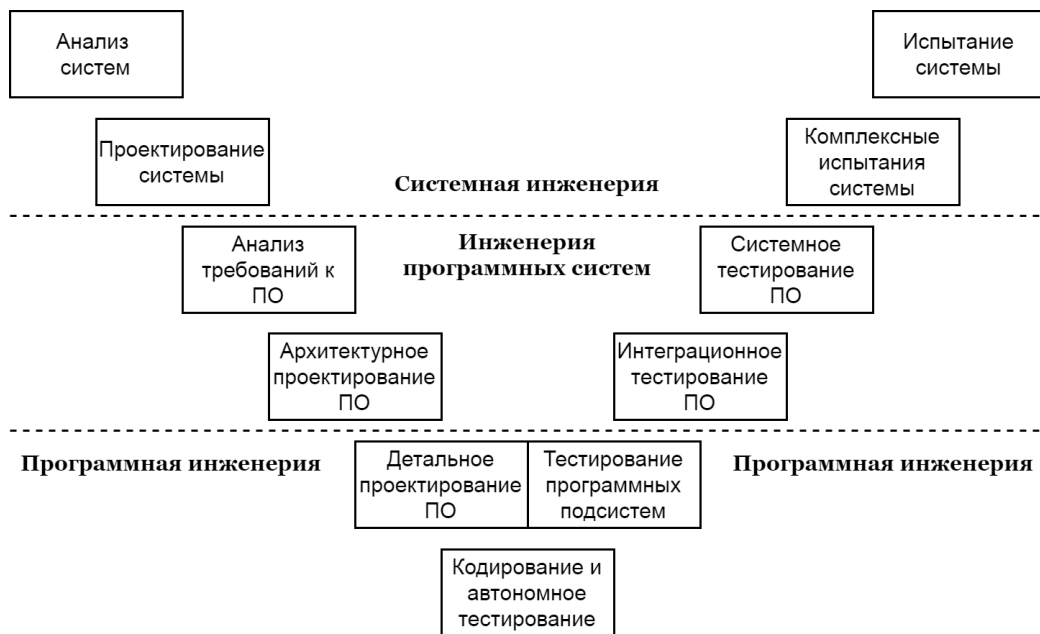 Анализ
систем
Испытание
системы
Проектирование
системы
Комплексные
испытания
системы
Системная инженерия
Анализ
требований к
ПО
Инженерия
программных систем
Системное
тестирование
ПО
Архитектурное
проектирование
ПО
Интеграционное
тестирование
ПО
Программная инженерия
Детальное
проектирование
ПО
Тестирование
программных
подсистем
Программная инженерия
Кодирование и
автономное
тестирование